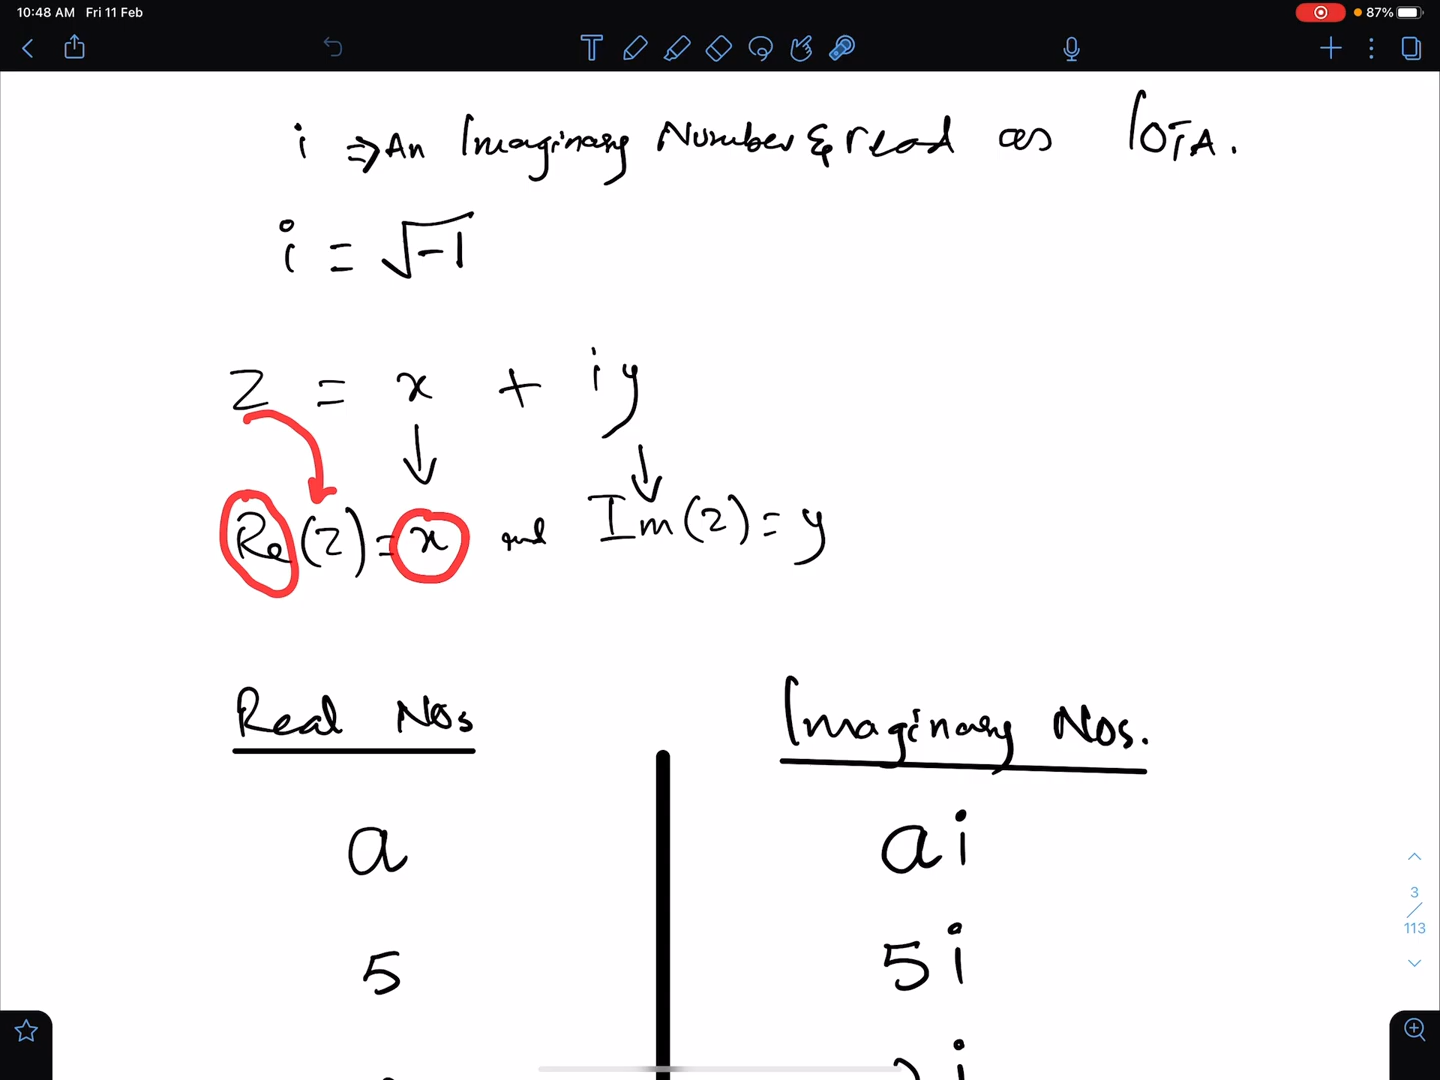 10:48 AM Fri 11 Feb 87%
i ⇒ An Imaginary Number & read as IOTA.
i = √-1
z = x + iy
Re(z) = x and Im(z) = y
Real Nos Imaginary Nos.
a ai
5 5i
3
/
113